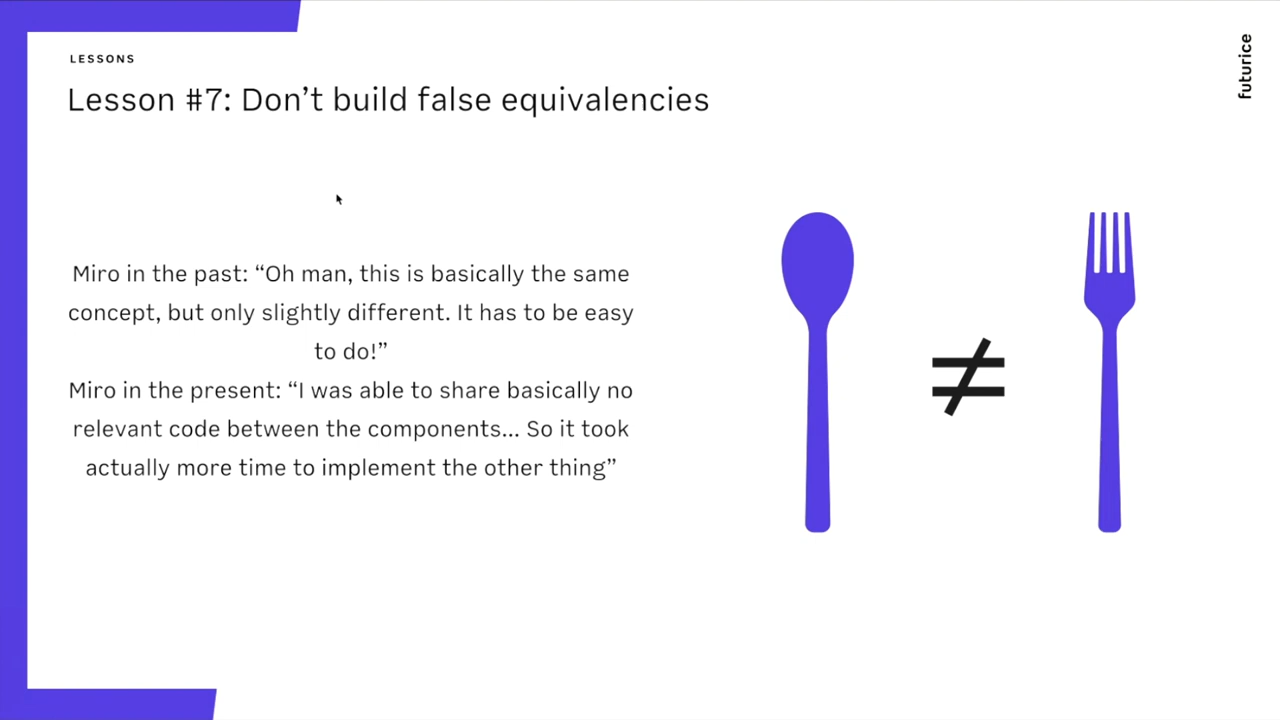 LESSONS
Lesson #7: Don’t build false equivalencies
futurice
Miro in the past: “Oh man, this is basically the same
concept, but only slightly different. It has to be easy
to do!”
Miro in the present: “I was able to share basically no
relevant code between the components... So it took
actually more time to implement the other thing”
≠